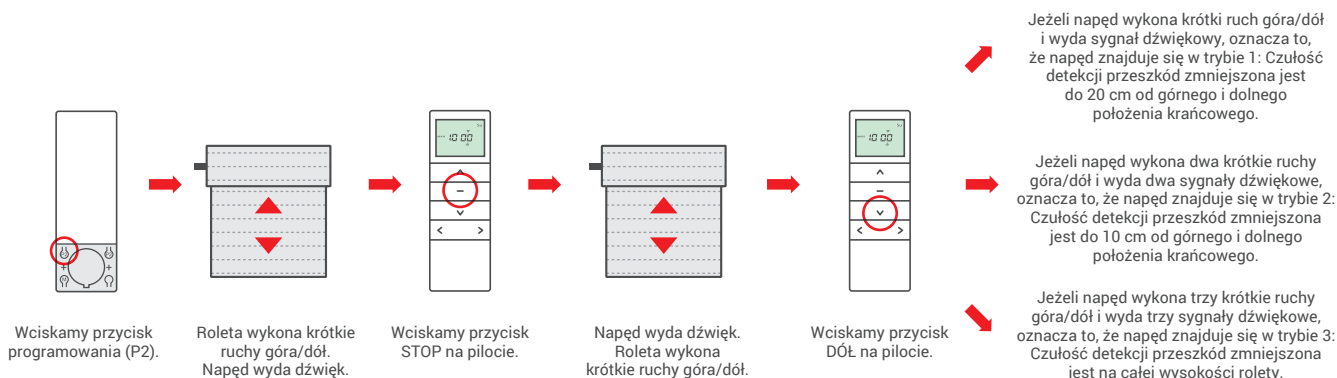 Wciskamy przycisk
programowania (P2).
Roleta wykona krótkie
ruchy góra/dół.
Napęd wyda dźwięk.
Wciskamy przycisk
STOP na pilocie.
Napęd wyda dźwięk.
Roleta wykona
krótkie ruchy góra/dół.
Wciskamy przycisk
DÓŁ na pilocie.
Jeżeli napęd wykona krótki ruch góra/dół
i wyda sygnał dźwiękowy, oznacza to,
że napęd znajduje się w trybie 1: Czułość
detekcji przeszkód zmniejszona jest
do 20 cm od górnego i dolnego
położenia krańcowego.
Jeżeli napęd wykona dwa krótkie ruchy
góra/dół i wyda dwa sygnały dźwiękowe,
oznacza to, że napęd znajduje się w trybie 2:
Czułość detekcji przeszkód zmniejszona
jest do 10 cm od górnego i dolnego
położenia krańcowego.
Jeżeli napęd wykona trzy krótkie ruchy
góra/dół i wyda trzy sygnały dźwiękowe,
oznacza to, że napęd znajduje się w trybie 3:
Czułość detekcji przeszkód zmniejszona
jest na całej wysokości rolety.